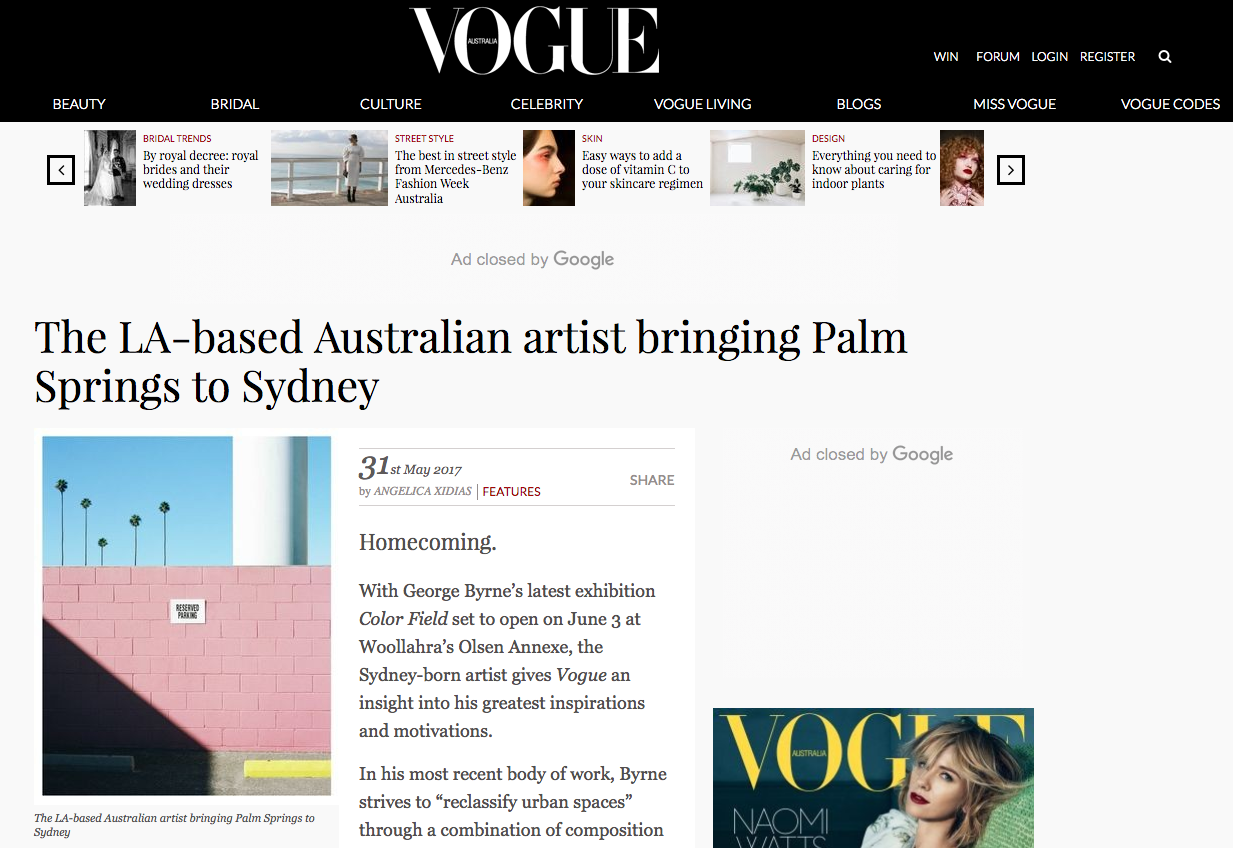 VOGUE
AUSTRALIA
WIN FORUM LOGIN REGISTER
BEAUTY BRIDAL CULTURE CELEBRITY VOGUE LIVING BLOGS MISS VOGUE VOGUE CODES
BRIDAL TRENDS
By royal decree: royal
brides and their
wedding dresses
STREET STYLE
The best in street style
from Mercedes-Benz
Fashion Week
Australia
SKIN
Easy ways to add a
dose of vitamin C to
your skincare regimen
DESIGN
Everything you need to
know about caring for
indoor plants
Ad closed by Google
The LA-based Australian artist bringing Palm
Springs to Sydney
RESERVED
PARKING
The LA-based Australian artist bringing Palm Springs to
Sydney
31st May 2017
by ANGELICA XIDIAS | FEATURES
SHARE
Homecoming.
With George Byrne’s latest exhibition
Color Field set to open on June 3 at
Woollahra’s Olsen Annexe, the
Sydney-born artist gives Vogue an
insight into his greatest inspirations
and motivations.
In his most recent body of work, Byrne
strives to “reclassify urban spaces”
through a combination of composition
Ad closed by Google
VOGUE
AUSTRALIA
NAOMI
WATTS